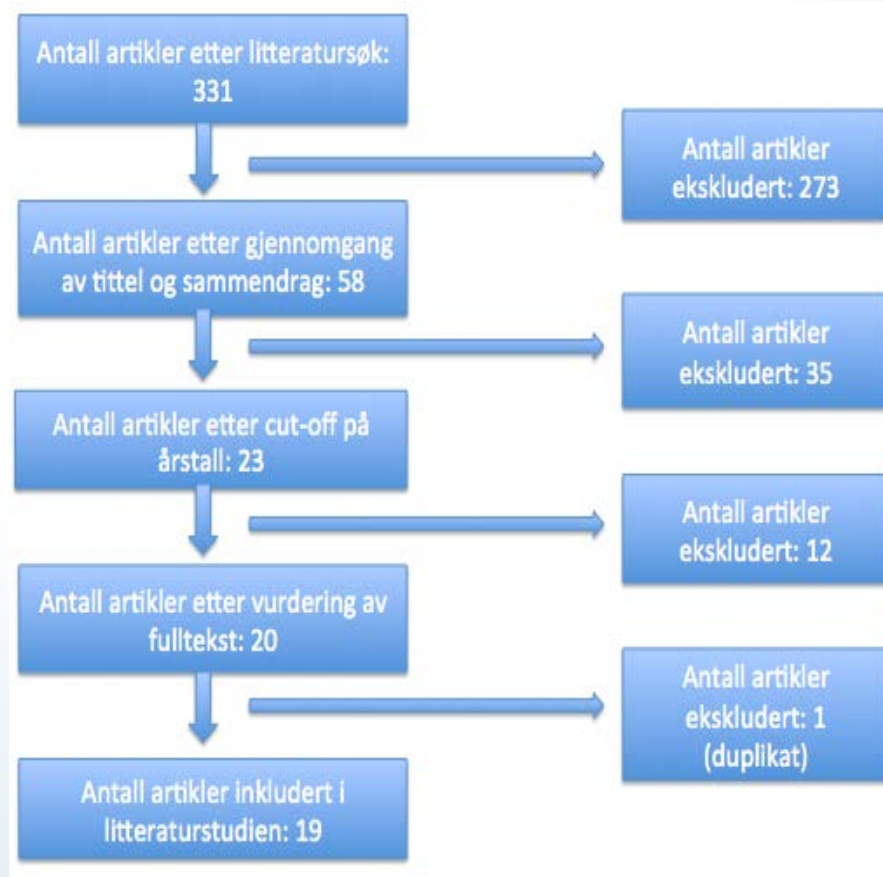 Antall artikler etter litteratursøk:
331
Antall artikler
ekskludert: 273
Antall artikler etter gjennomgang
av tittel og sammendrag: 58
Antall artikler
ekskludert: 35
Antall artikler etter cut-off på
årstall: 23
Antall artikler
ekskludert: 12
Antall artikler etter vurdering av
fulltekst: 20
Antall artikler
ekskludert: 1
(duplikat)
Antall artikler inkludert i
litteraturstudien: 19